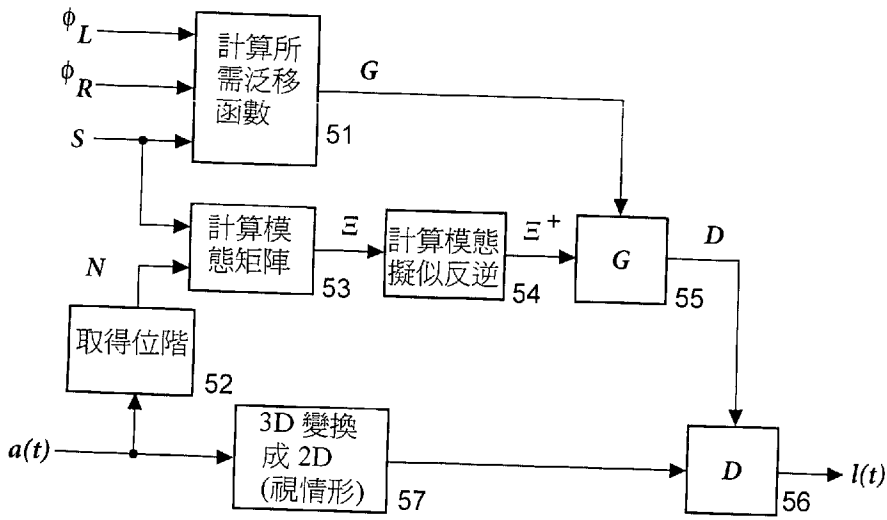 ϕL
ϕR
S
計算所
需泛移
函數
51
G
N
計算模
態矩陣
53
Ξ
計算模態
擬似反逆
54
Ξ+
G
55
D
取得位階
52
a(t)
3D 變換
成 2D
(視情形)
57
D
56
l(t)